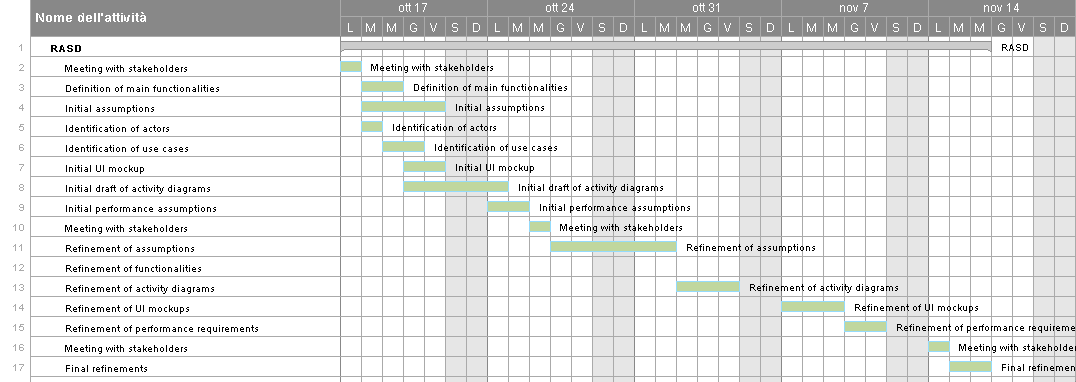 Nome dell'attività
ott 17 ott 24 ott 31 nov 7 nov 14
L M M G V S D L M M G V S D L M M G V S D L M M G V S D L M M G V S D
1 RASD RASD
2 Meeting with stakeholders Meeting with stakeholders
3 Definition of main functionalities Definition of main functionalities
4 Initial assumptions Initial assumptions
5 Identification of actors Identification of actors
6 Identification of use cases Identification of use cases
7 Initial UI mockup Initial UI mockup
8 Initial draft of activity diagrams Initial draft of activity diagrams
9 Initial performance assumptions Initial performance assumptions
10 Meeting with stakeholders Meeting with stakeholders
11 Refinement of assumptions Refinement of assumptions
12 Refinement of functionalities
13 Refinement of activity diagrams Refinement of activity diagrams
14 Refinement of UI mockups Refinement of UI mockups
15 Refinement of performance requirements Refinement of performance requireme
16 Meeting with stakeholders Meeting with stakeholder
17 Final refinements Final refinemen